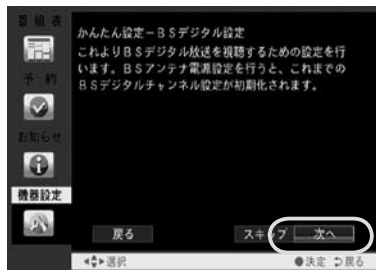 番組表
かんたん設定－ＢＳデジタル設定
これよりＢＳデジタル放送を視聴するための設定を行
います。ＢＳアンテナ電源設定を行うと、これまでの
ＢＳデジタルチャンネル設定が初期化されます。
予約
お知らせ
機器設定
戻る スキップ 次へ
選択 決定 戻る